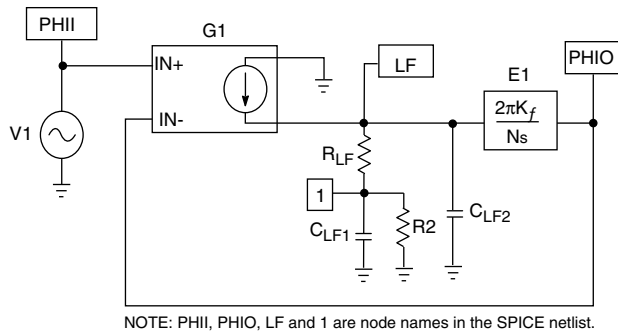 PHII
G1
IN+
IN-
V1
LF
E1
2πK_f
Ns
PHIO
R_LF
1
C_LF1
R2
C_LF2
NOTE: PHII, PHIO, LF and 1 are node names in the SPICE netlist.